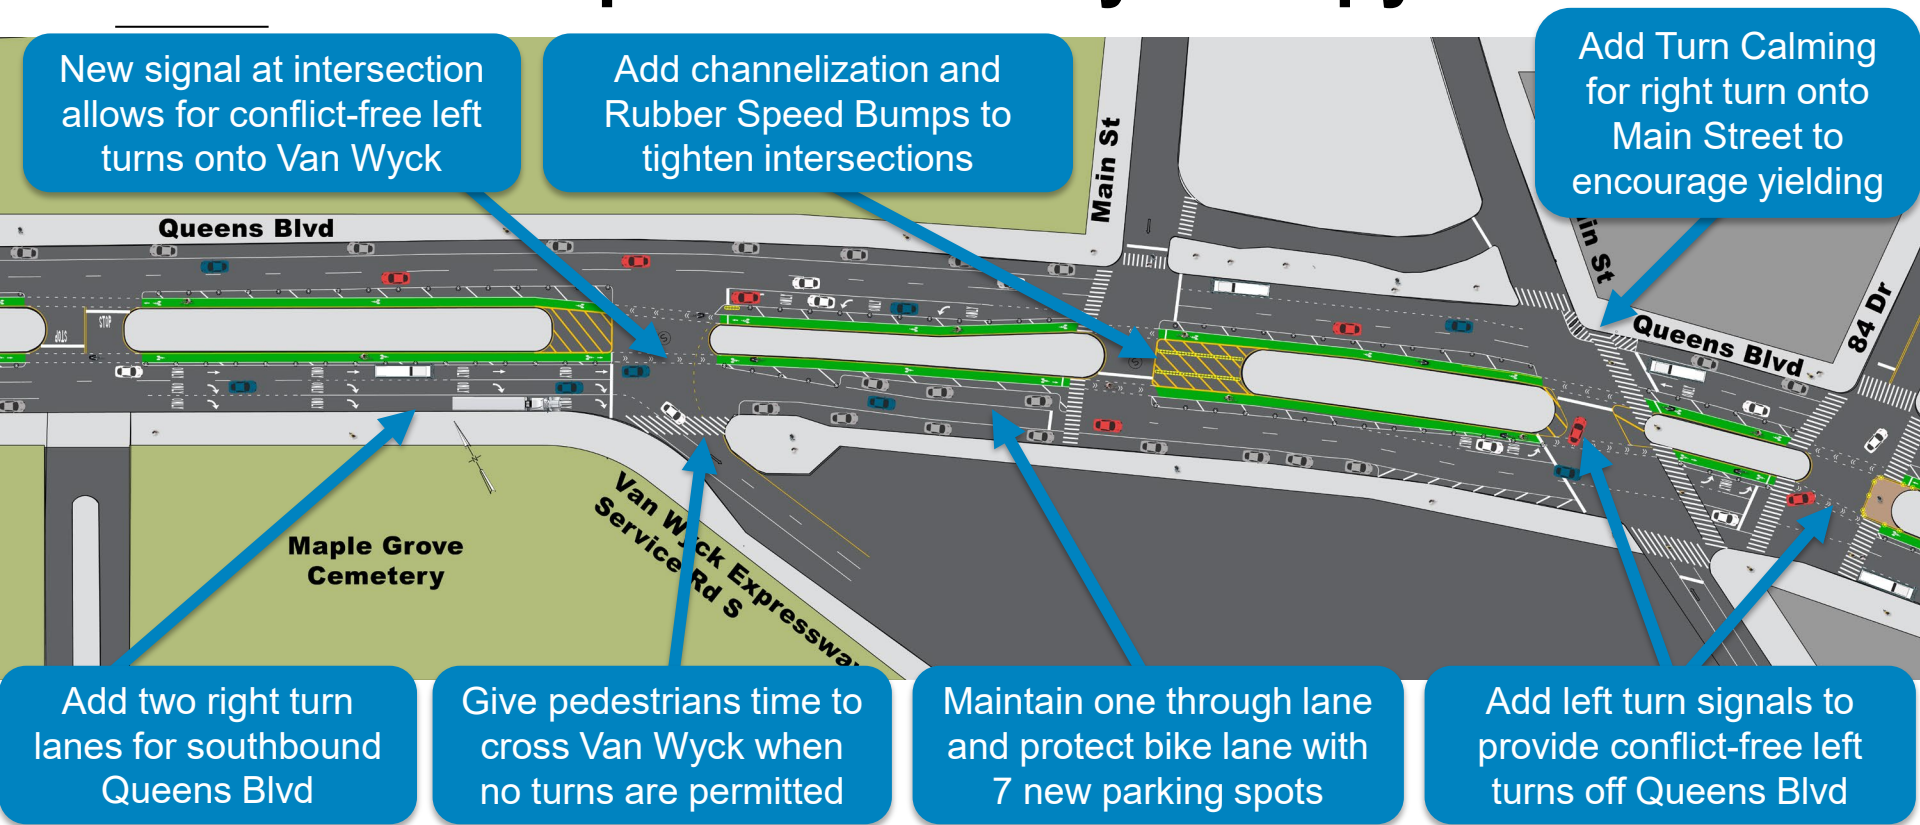 New signal at intersection
allows for conflict-free left
turns onto Van Wyck
Add channelization and
Rubber Speed Bumps to
tighten intersections
Add Turn Calming
for right turn onto
Main Street to
encourage yielding
Main St
Queens Blvd
STOP
STOP
Queens Blvd
84 Dr
Maple Grove
Cemetery
Van Wyck Expressway
Service Rd S
Add two right turn
lanes for southbound
Queens Blvd
Give pedestrians time to
cross Van Wyck when
no turns are permitted
Maintain one through lane
and protect bike lane with
7 new parking spots
Add left turn signals to
provide conflict-free left
turns off Queens Blvd